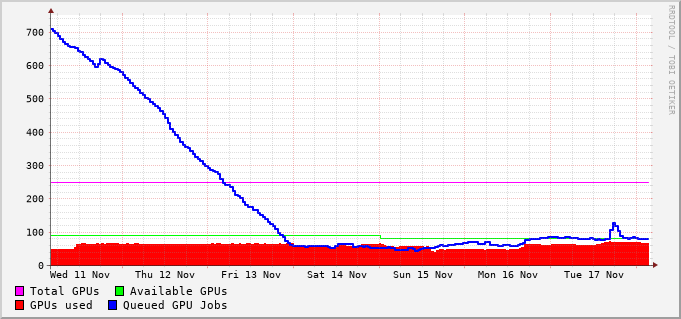 RRDTOOL / TOBI OETIKER
700
600
500
400
300
200
100
0
Wed 11 Nov Thu 12 Nov Fri 13 Nov Sat 14 Nov Sun 15 Nov Mon 16 Nov Tue 17 Nov
Total GPUs Available GPUs
GPUs used Queued GPU Jobs